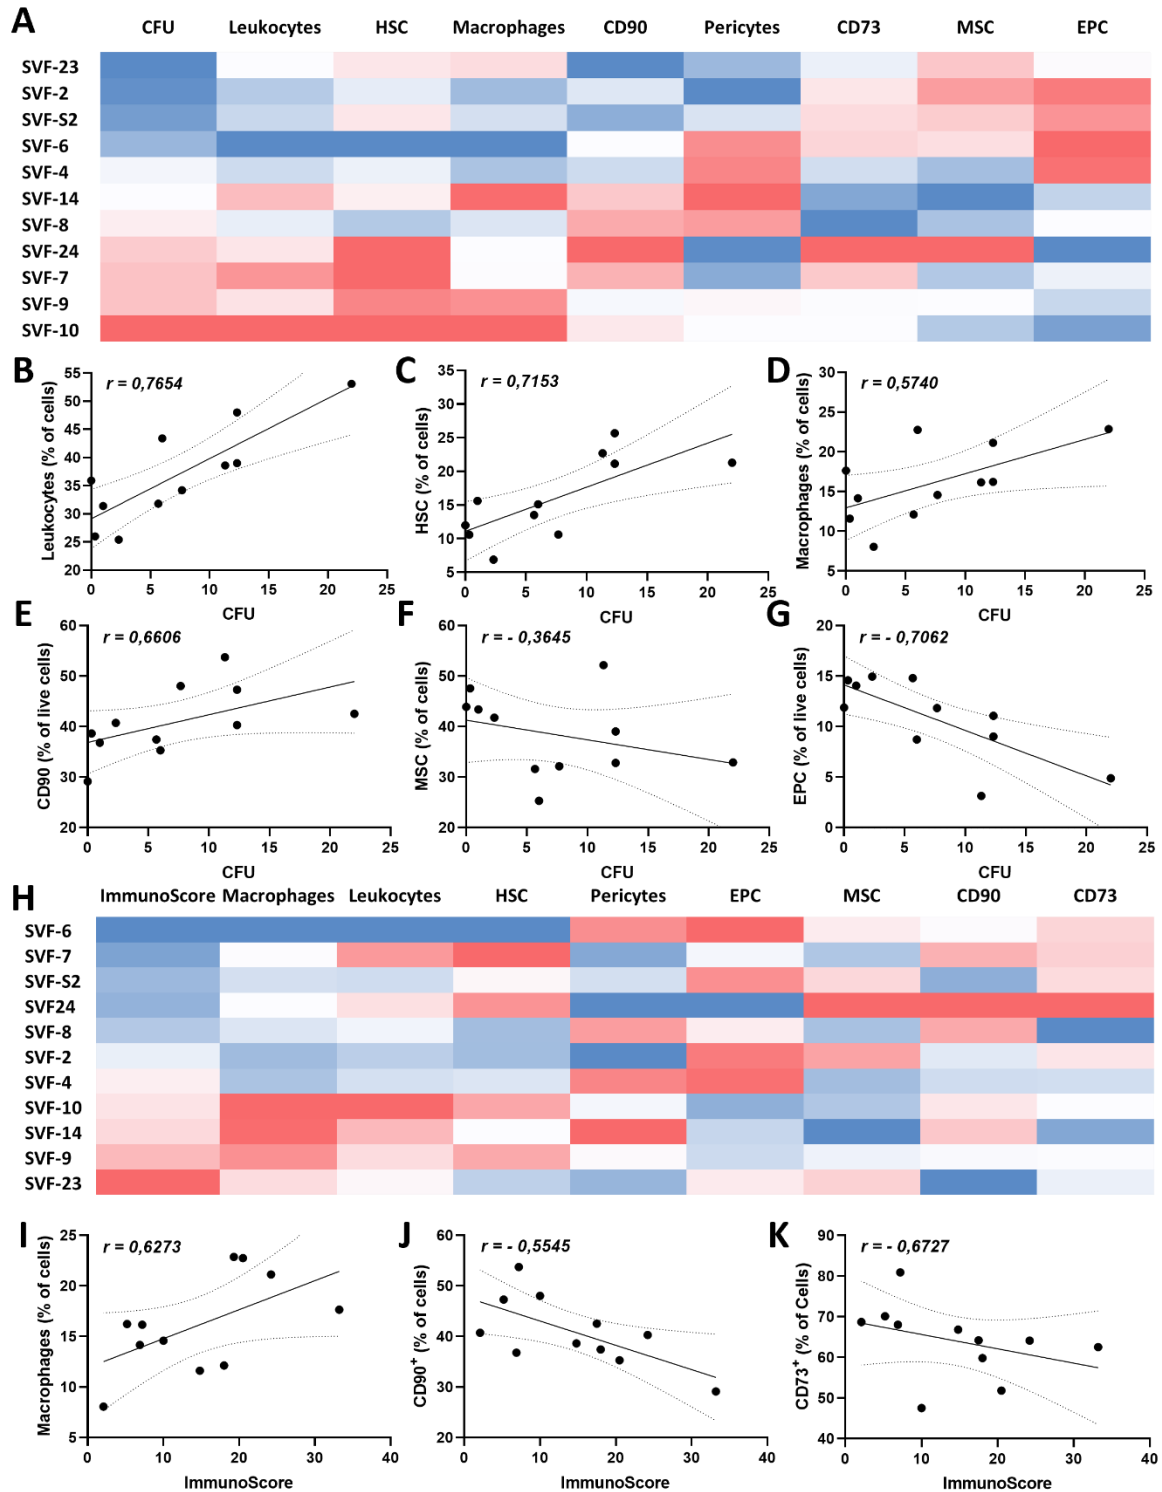 A
CFU Leukocytes HSC Macrophages CD90 Pericytes CD73 MSC EPC
SVF-23
SVF-2
SVF-S2
SVF-6
SVF-4
SVF-14
SVF-8
SVF-24
SVF-7
SVF-9
SVF-10
B
r = 0,7654
Leukocytes (% of cells)
55
50
45
40
35
30
25
20
0 5 10 15 20 25
CFU
C
r = 0,7153
HSC (% of cells)
35
30
25
20
15
10
5
0 5 10 15 20 25
CFU
D
r = 0,5740
Macrophages (% of cells)
30
25
20
15
10
5
0 5 10 15 20 25
CFU
E
r = 0,6606
CD90 (% of live cells)
60
50
40
30
20
0 5 10 15 20 25
CFU
F
r = - 0,3645
MSC (% of cells)
60
50
40
30
20
0 5 10 15 20 25
CFU
G
r = - 0,7062
EPC (% of live cells)
20
15
10
5
0
0 5 10 15 20 25
CFU
H
ImmunoScore Macrophages Leukocytes HSC Pericytes EPC MSC CD90 CD73
SVF-6
SVF-7
SVF-S2
SVF24
SVF-8
SVF-2
SVF-4
SVF-10
SVF-14
SVF-9
SVF-23
I
r = 0,6273
Macrophages (% of cells)
25
20
15
10
5
0 10 20 30 40
ImmunoScore
J
r = - 0,5545
CD90⁺ (% of cells)
60
50
40
30
20
0 10 20 30 40
ImmunoScore
K
r = - 0,6727
CD73⁺ (% of Cells)
90
80
70
60
50
40
0 10 20 30 40
ImmunoScore